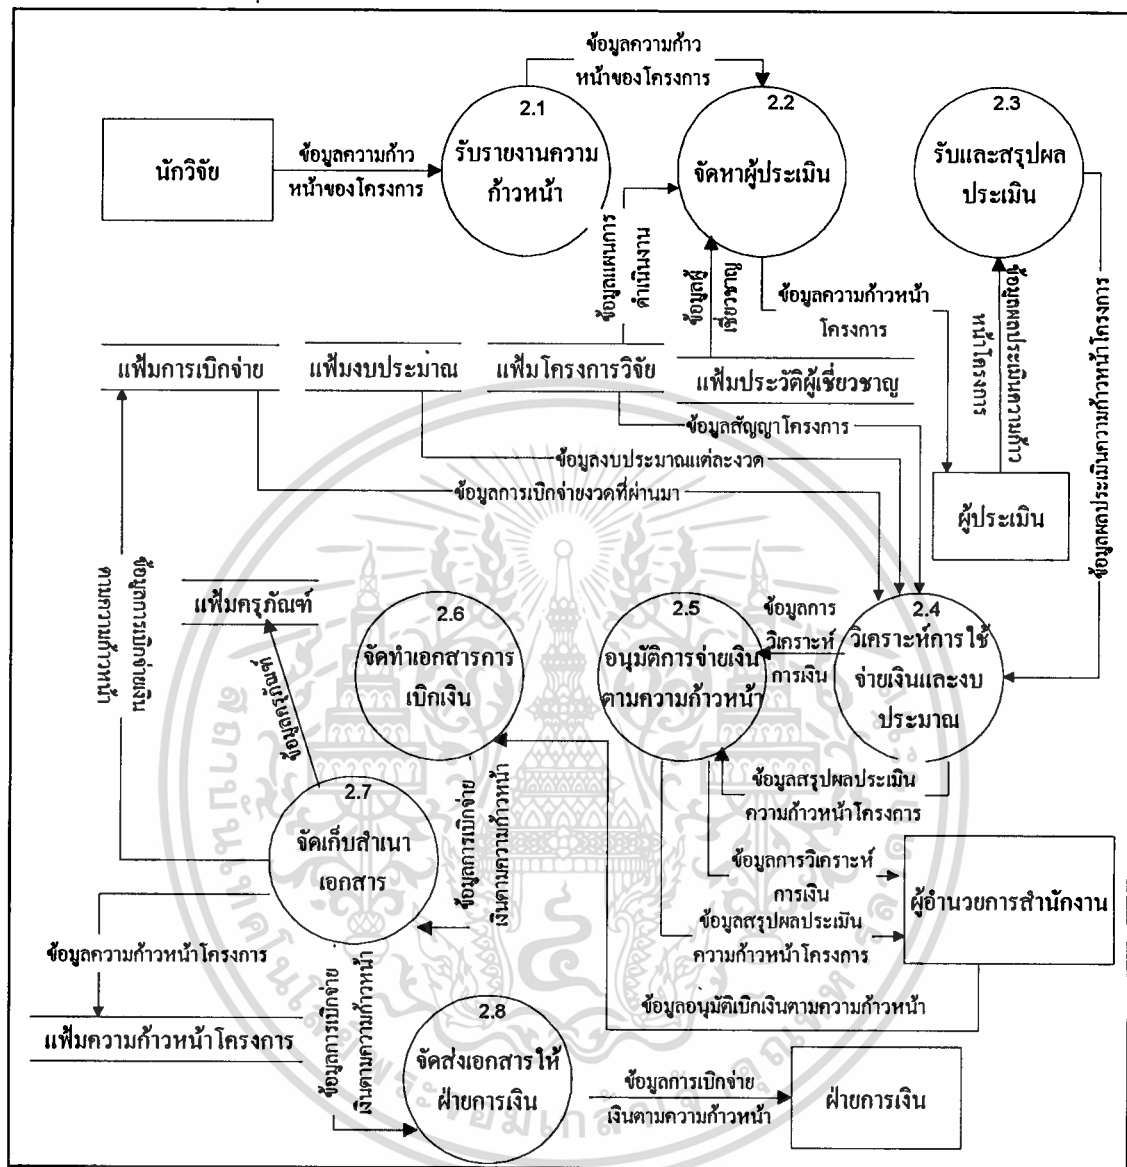 ข้อมูลความก้าว
หน้าของโครงการ
2.1
รับรายงานความ
ก้าวหน้า
2.2
จัดหาผู้ประเมิน
2.3
รับและสรุปผล
ประเมิน
นักวิจัย
ข้อมูลความก้าว
หน้าของโครงการ
ข้อมูลแผนการ
ดำเนินงาน
ข้อมูลผู้
เชี่ยวชาญ
ข้อมูลความก้าวหน้า
โครงการ
ข้อมูลผลประเมินความก้าว
หน้าโครงการ
ข้อมูลผลประเมินความก้าวหน้าโครงการ
แฟ้มการเบิกจ่าย
แฟ้มงบประมาณ
แฟ้มโครงการวิจัย
แฟ้มประวัติผู้เชี่ยวชาญ
ข้อมูลสัญญาโครงการ
ข้อมูลงบประมาณแต่ละงวด
ข้อมูลการเบิกจ่ายงวดที่ผ่านมา
ผู้ประเมิน
ข้อมูลการเบิกจ่ายเงิน
ตามความก้าวหน้า
แฟ้มครุภัณฑ์
ข้อมูลครุภัณฑ์
2.6
จัดทำเอกสารการ
เบิกเงิน
2.5
อนุมัติการจ่ายเงิน
ตามความก้าวหน้า
ข้อมูลการ
วิเคราะห์
การเงิน
2.4
วิเคราะห์การใช้
จ่ายเงินและงบ
ประมาณ
2.7
จัดเก็บสำเนา
เอกสาร
ข้อมูลการเบิกจ่าย
เงินตามความก้าวหน้า
ข้อมูลสรุปผลประเมิน
ความก้าวหน้าโครงการ
ข้อมูลการวิเคราะห์
การเงิน
ข้อมูลสรุปผลประเมิน
ความก้าวหน้าโครงการ
ผู้อำนวยการสำนักงาน
ข้อมูลความก้าวหน้าโครงการ
ข้อมูลอนุมัติเบิกเงินตามความก้าวหน้า
แฟ้มความก้าวหน้าโครงการ
ข้อมูลการเบิกจ่าย
เงินตามความก้าวหน้า
2.8
จัดส่งเอกสารให้
ฝ่ายการเงิน
ข้อมูลการเบิกจ่าย
เงินตามความก้าวหน้า
ฝ่ายการเงิน